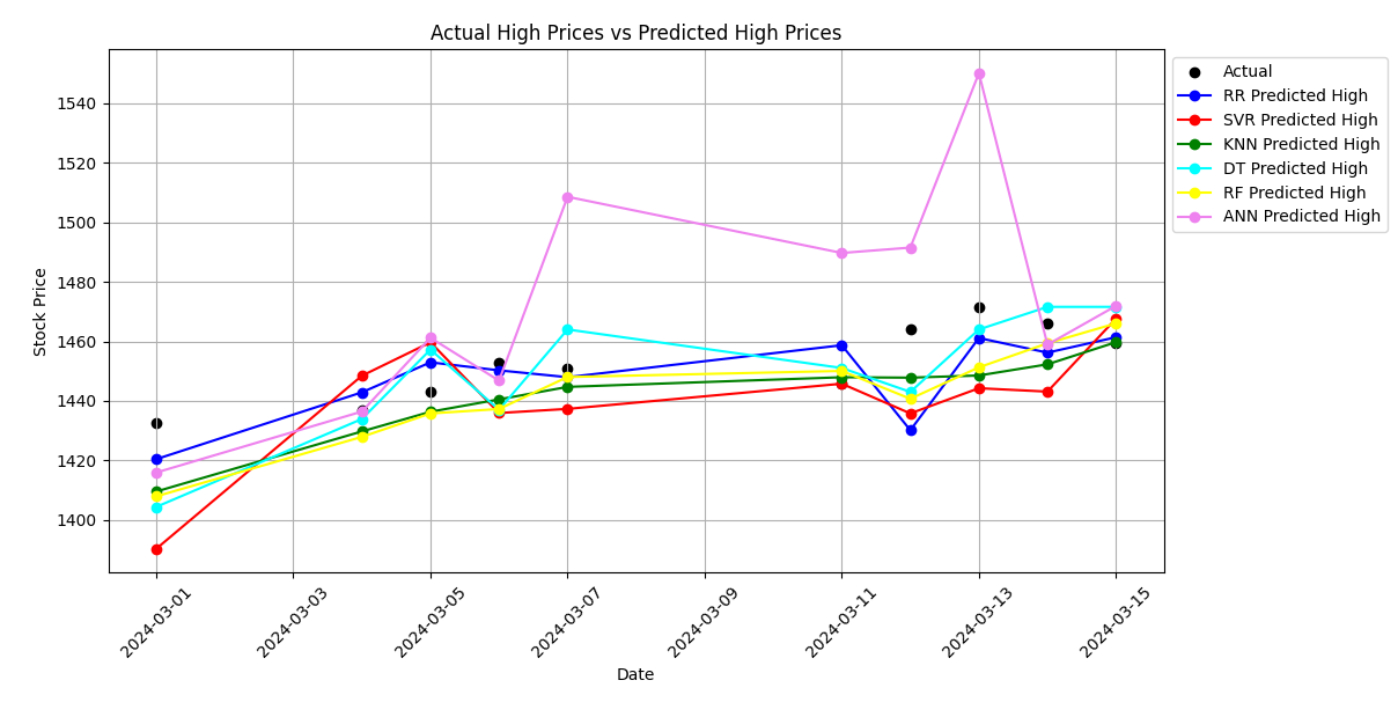 Actual High Prices vs Predicted High Prices
Actual
RR Predicted High
SVR Predicted High
KNN Predicted High
DT Predicted High
RF Predicted High
ANN Predicted High
Stock Price
1540
1520
1500
1480
1460
1440
1420
1400
2024-03-01
2024-03-03
2024-03-05
2024-03-07
2024-03-09
2024-03-11
2024-03-13
2024-03-15
Date